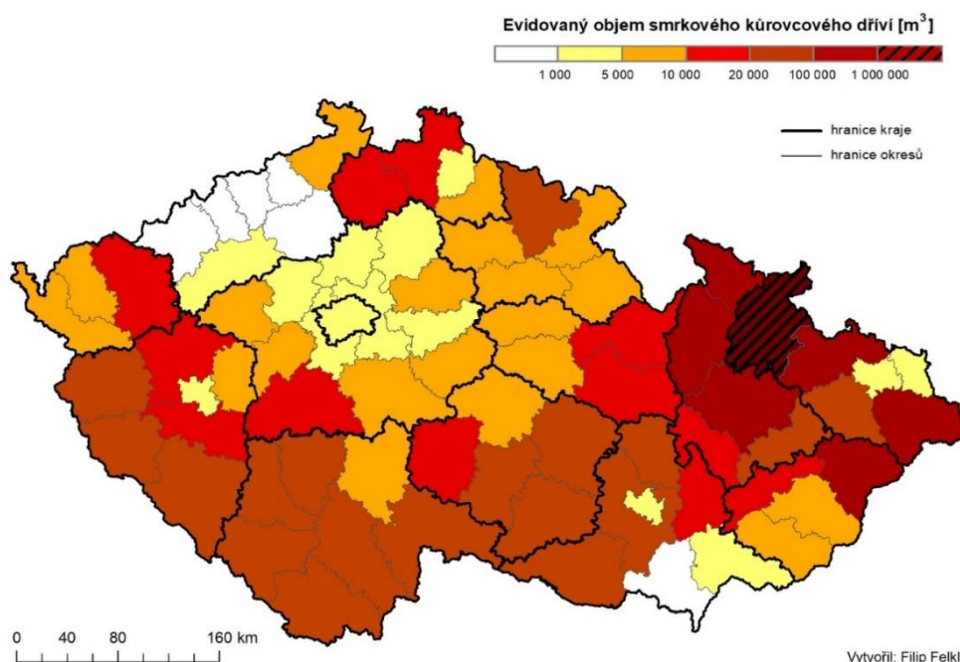 Evidovaný objem smrkového kůrovcového dříví [m³]
1 000 5 000 10 000 20 000 100 000 1 000 000
hranice kraje
hranice okresů
0 40 80 160 km
Vytvořil: Filip Felkl